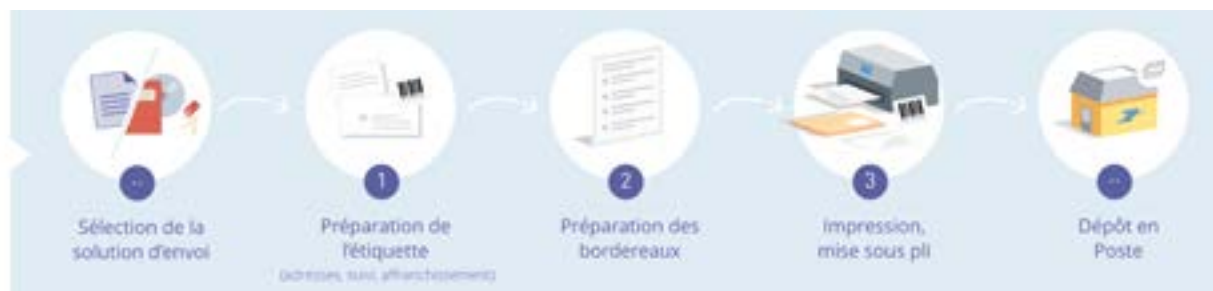 Sélection de la
solution d'envoi
1
Préparation de
l'étiquette
(adresses, suivi, affranchissement)
2
Préparation des
bordereaux
3
Impression,
mise sous pli
Dépôt en
Poste